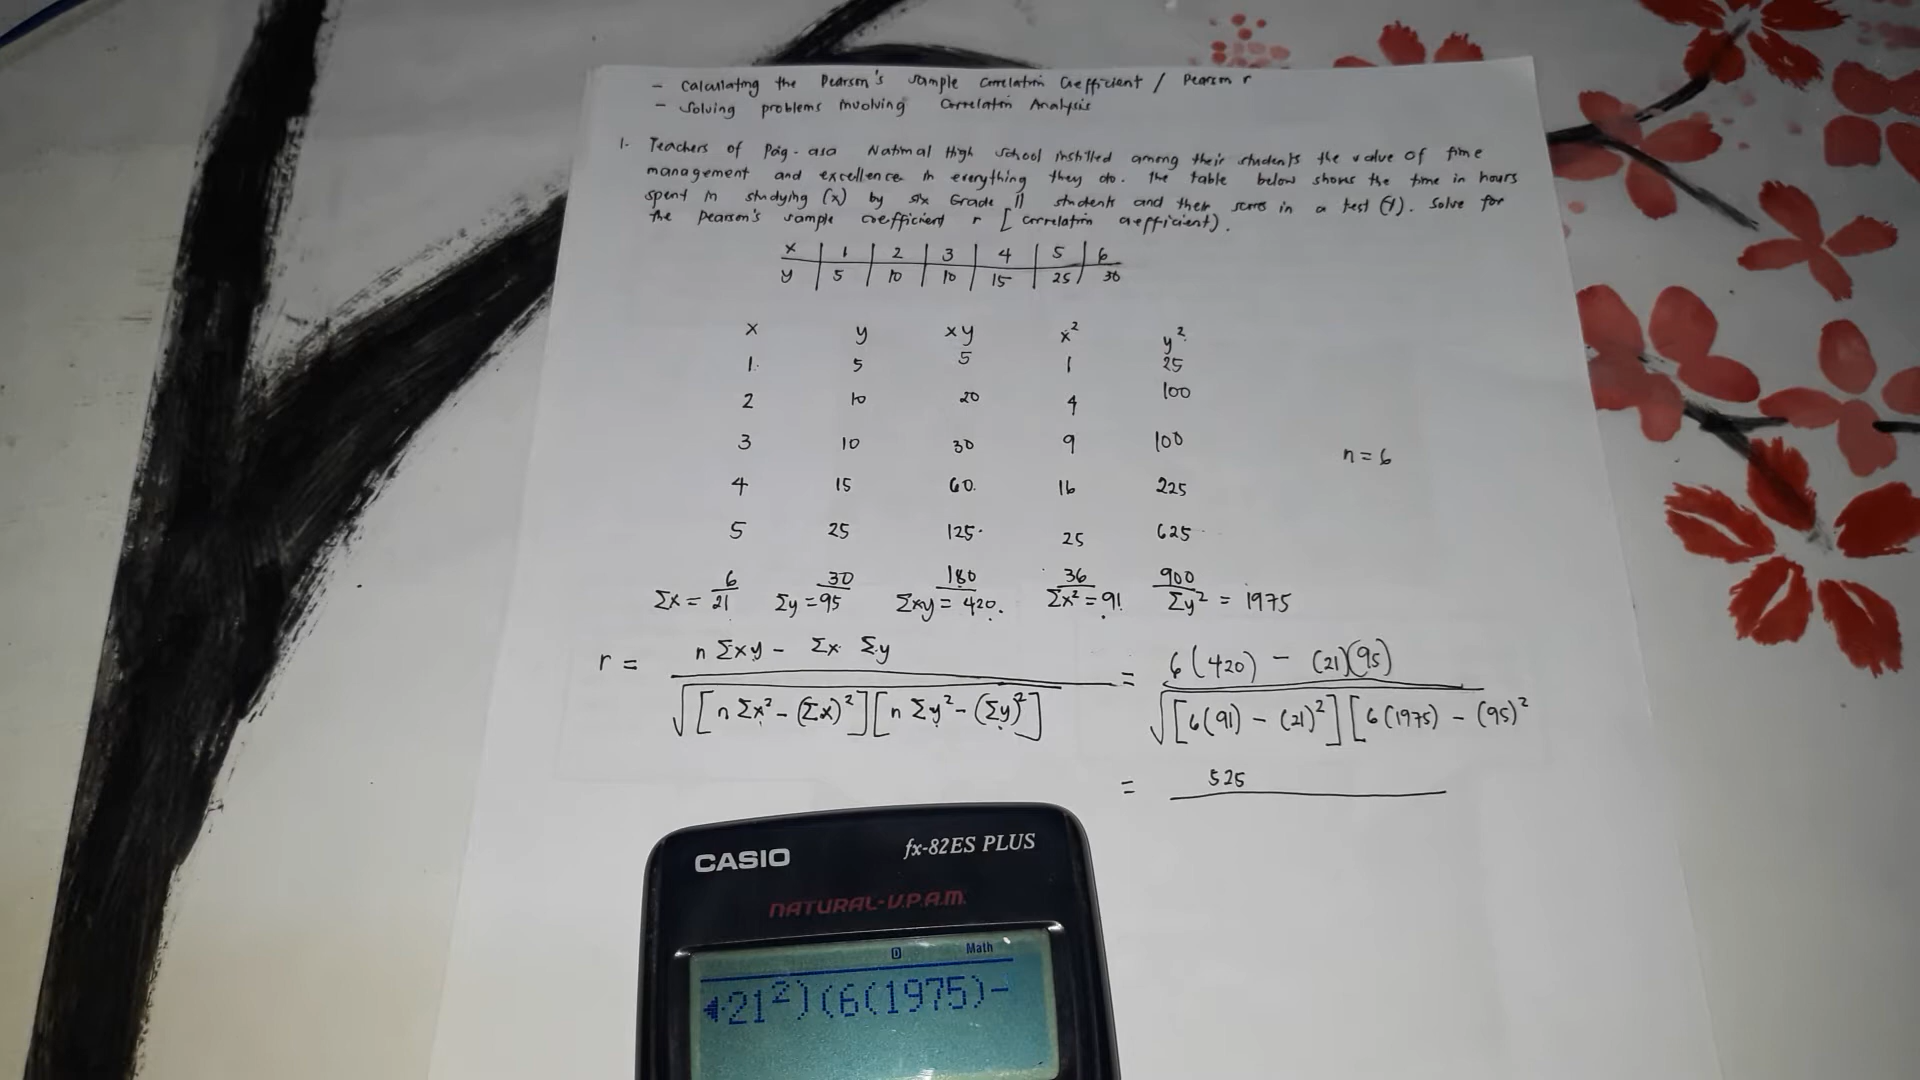 - Calculating the Pearson's Sample Correlation Coefficient / Pearson r
- Solving problems involving Correlation Analysis
1. Teachers of Pag-asa National High School instilled among their students the value of time
management and excellence in everything they do. The table below shows the time in hours
spent in studying (x) by six Grade 11 students and their scores in a test (Y). Solve for
the Pearson's sample coefficient r [correlation coefficient).
x | 1 | 2 | 3 | 4 | 5 | 6
y | 5 | 10 | 10 | 15 | 25 | 30
x y xy x² y²
1 5 5 1 25
2 10 20 4 100
3 10 30 9 100
n = 6
4 15 60 16 225
5 25 125 25 625
6 30 180 36 900
Σx = 21 Σy = 95 Σxy = 420. Σx² = 91 Σy² = 1975
r = n Σxy - Σx Σy / √[n Σx² - (Σx)²][n Σy² - (Σy)²] = 6(420) - (21)(95) / √[6(91) - (21)²][6(1975) - (95)²
= 525
CASIO fx-82ES PLUS
NATURAL-V.P.A.M.
D Math
21²)(6(1975)-